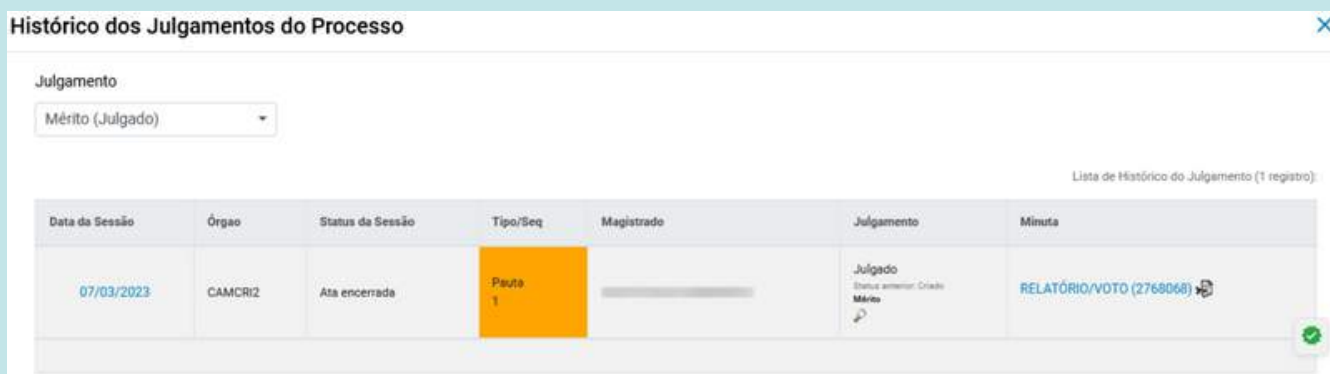 Histórico dos Julgamentos do Processo
Julgamento
Mérito (Julgado)
Lista de Histórico do Julgamento (1 registro):
Data da Sessão Órgao Status da Sessão Tipo/Seq Magistrado Julgamento Minuta
07/03/2023 CAMCRI2 Ata encerrada Pauta 1 Julgado RELATÓRIO/VOTO (2768068)
Status anterior: Criado
Mérito